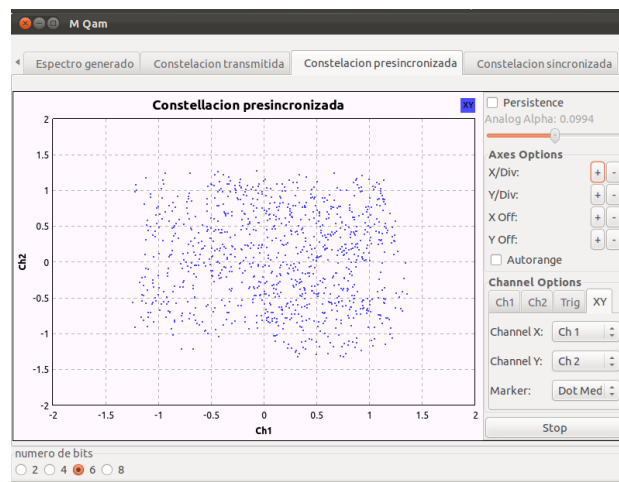 M Qam
Espectro generado Constelacion transmitida Constelacion presincronizada Constelacion sincronizada
Constellacion presincronizada XY
Persistence
Analog Alpha: 0.0994
Axes Options
X/Div: + -
Y/Div: + -
X Off: + -
Y Off: + -
Autorange
Channel Options
Ch1 Ch2 Trig XY
Channel X: Ch 1
Channel Y: Ch 2
Marker: Dot Med
Stop
2
1.5
1
0.5
0
-0.5
-1
-1.5
-2
Ch2
-2 -1.5 -1 -0.5 0 0.5 1 1.5 2
Ch1
numero de bits
2 4 6 8